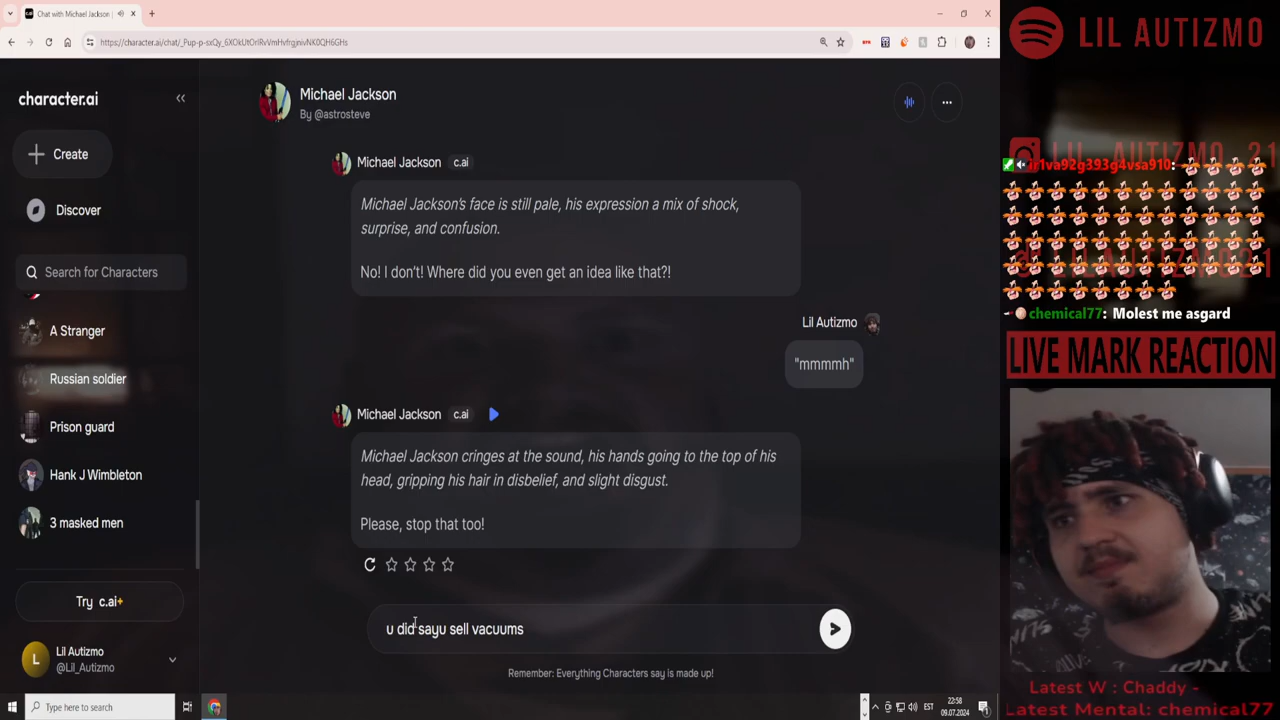 Chat with Michael Jackson |
LIL AUTIZMO
character.ai
Michael Jackson
By @astrosteve
Create
Michael Jackson c.ai
Discover
Michael Jackson's face is still pale, his expression a mix of shock,
surprise, and confusion.
No! I don't! Where did you even get an idea like that?!
Search for Characters
A Stranger
Lil Autizmo
"mmmmh"
Russian soldier
Michael Jackson c.ai
Prison guard
Michael Jackson cringes at the sound, his hands going to the top of his
head, gripping his hair in disbelief, and slight disgust.
Hank J Wimbleton
Please, stop that too!
3 masked men
Try c.ai+
u did sayu sell vacuums
Lil Autizmo
@Lil_Autizmo
L
Remember: Everything Characters say is made up!
Type here to search
EST
22:58
09.07.2024
chemical77: Molest me asgard
LIVE MARK REACTION
Latest W : Chaddy -
Latest Mental: chemical77